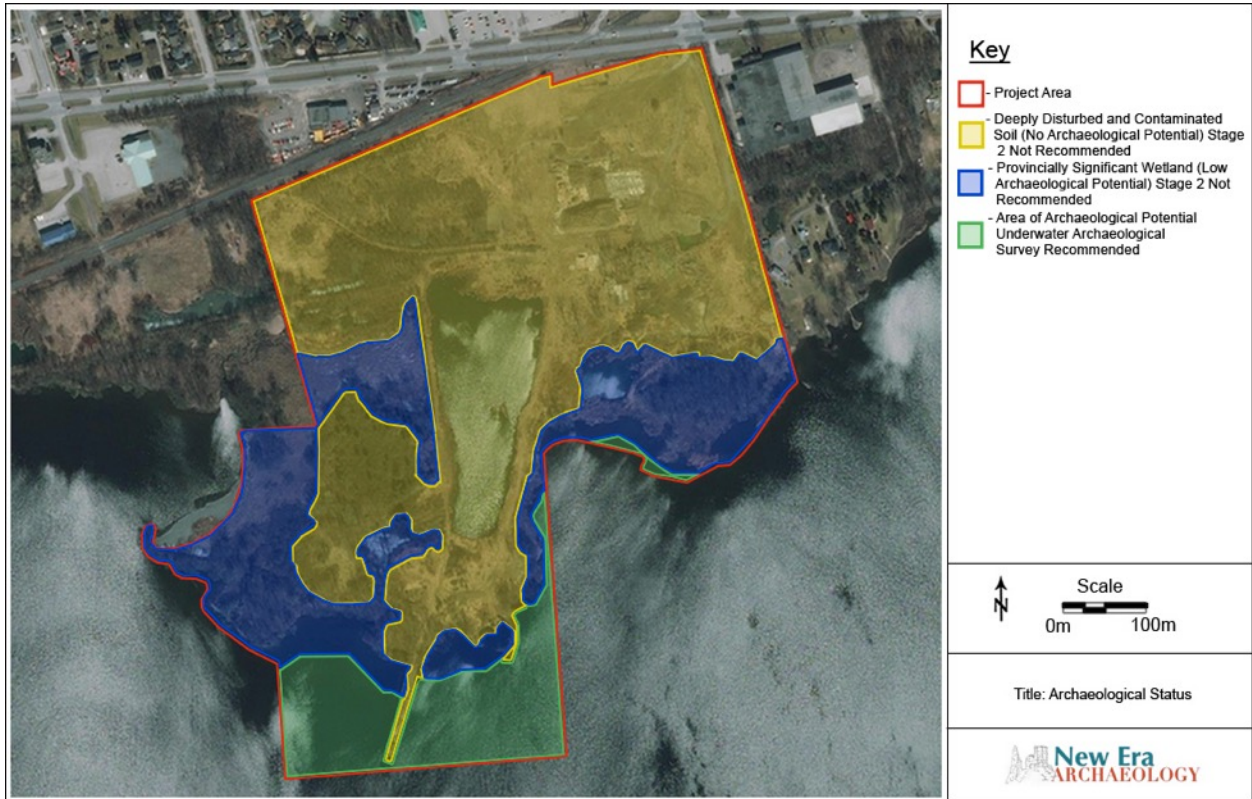 Key
- Project Area
- Deeply Disturbed and Contaminated
Soil (No Archaeological Potential) Stage
2 Not Recommended
- Provincially Significant Wetland (Low
Archaeological Potential) Stage 2 Not
Recommended
- Area of Archaeological Potential
Underwater Archaeological
Survey Recommended
N
Scale
0m 100m
Title: Archaeological Status
New Era
ARCHAEOLOGY